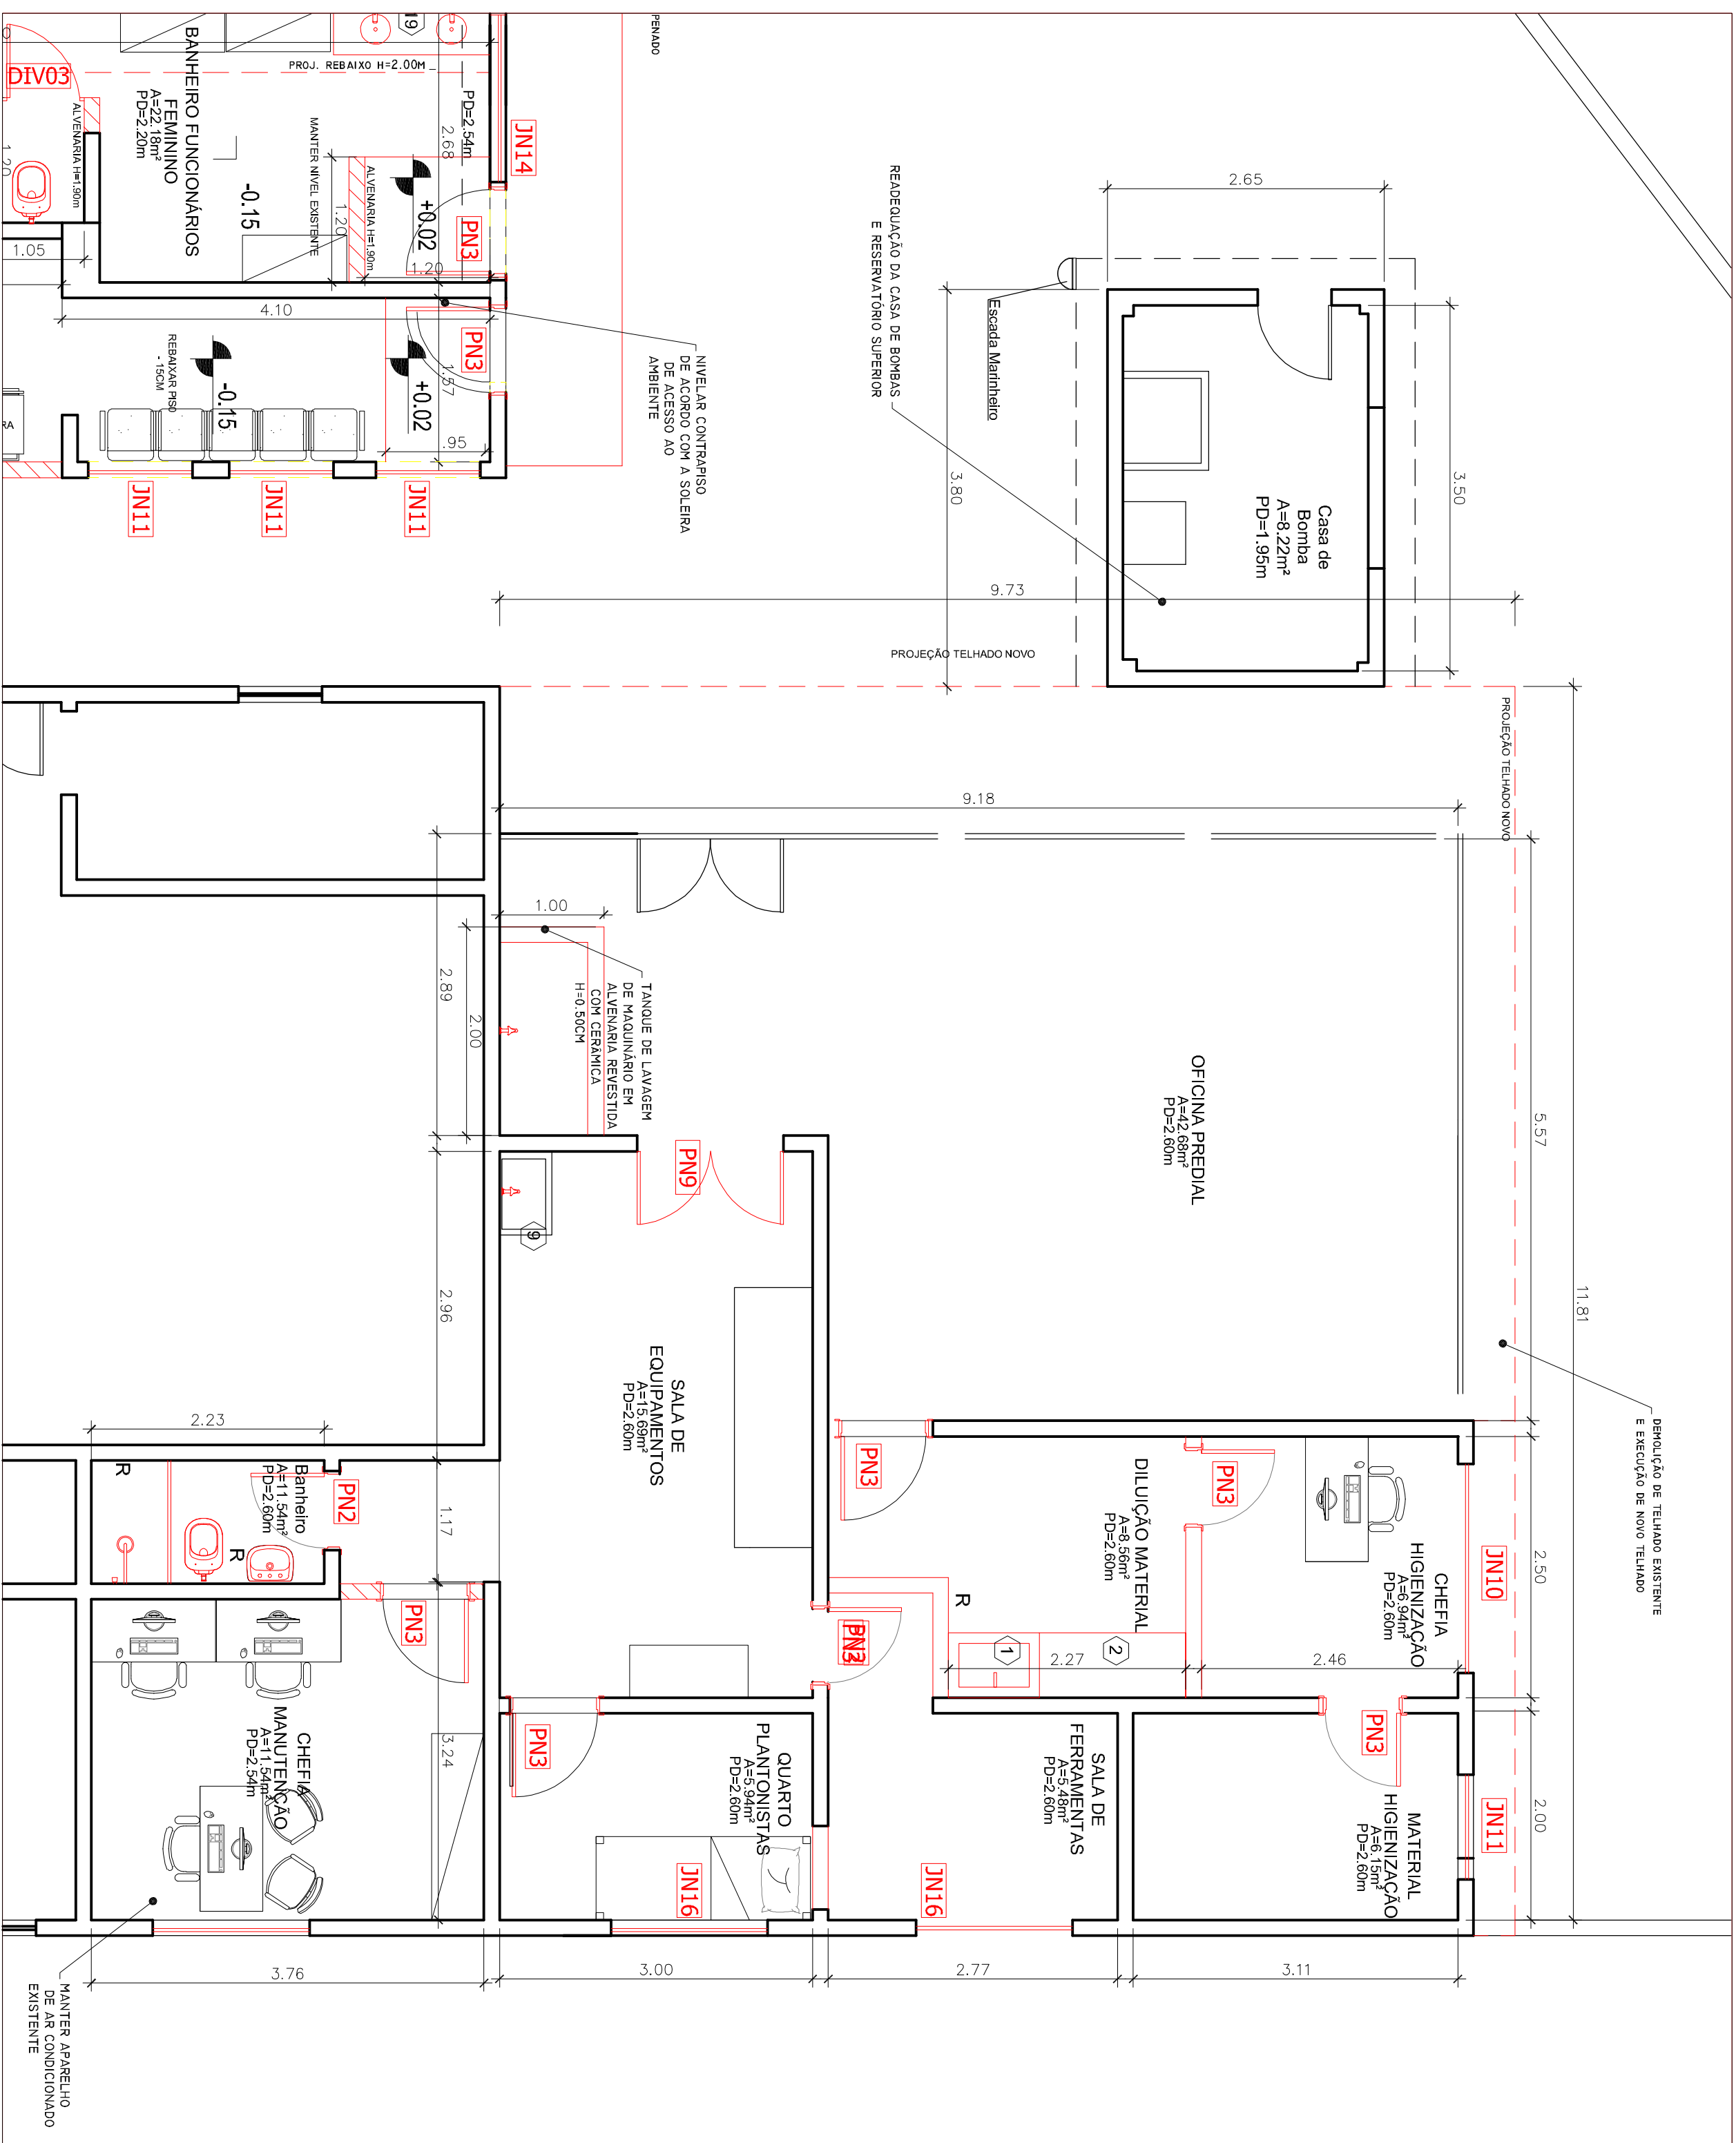 PENADO
19
DIV03
BANHEIRO FUNCIONÁRIOS
FEMININO
A=22.18m²
PD=2.20m
PROJ. REBAIXO H=2.00M
PD=2.54m
2.68
JN14
ALVENARIA H=1.90m
1.20
-0.15
MANTER NÍVEL EXISTENTE
1.20
ALVENARIA H=1.90m
+0.02
PN3
1.20
1.05
4.10
REBAIXAR PISO
- 15CM
-0.15
+0.02
PN3
1.57
.95
RA
JN11
JN11
JN11
NIVELAR CONTRAPISO
DE ACORDO COM A SOLEIRA
DE ACESSO AO
AMBIENTE
READEQUAÇÃO DA CASA DE BOMBAS
E RESERVATÓRIO SUPERIOR
Escada Marinheiro
2.65
3.80
3.50
Casa de
Bomba
A=8.22m²
PD=1.95m
9.73
PROJEÇÃO TELHADO NOVO
PROJEÇÃO TELHADO NOVO
9.18
1.00
2.89
2.00
TANQUE DE LAVAGEM
DE MAQUINÁRIO EM
ALVENARIA REVESTIDA
COM CERÂMICA
H=0.50CM
OFICINA PREDIAL
A=42.68m²
PD=2.60m
5.57
11.81
DEMOLIÇÃO DE TELHADO EXISTENTE
E EXECUÇÃO DE NOVO TELHADO
PN9
9
2.96
SALA DE
EQUIPAMENTOS
A=15.69m²
PD=2.60m
2.23
R
Banheiro
A=11.54m²
PD=2.60m
R
PN2
1.17
PN3
PN3
DILUIÇÃO MATERIAL
A=8.56m²
PD=2.60m
R
1
2
2.27
PN3
CHEFIA
HIGIENIZAÇÃO
A=6.94m²
PD=2.60m
2.46
JN10
2.50
PN3
CHEFIA
MANUTENÇÃO
A=11.54m²
PD=2.54m
3.24
PN3
QUARTO
PLANTONISTAS
A=5.94m²
PD=2.60m
JN16
SALA DE
FERRAMENTAS
A=5.48m²
PD=2.60m
JN16
PN3
MATERIAL
HIGIENIZAÇÃO
A=6.15m²
PD=2.60m
JN11
2.00
3.76
3.00
2.77
3.11
MANTER APARELHO
DE AR CONDICIONADO
EXISTENTE